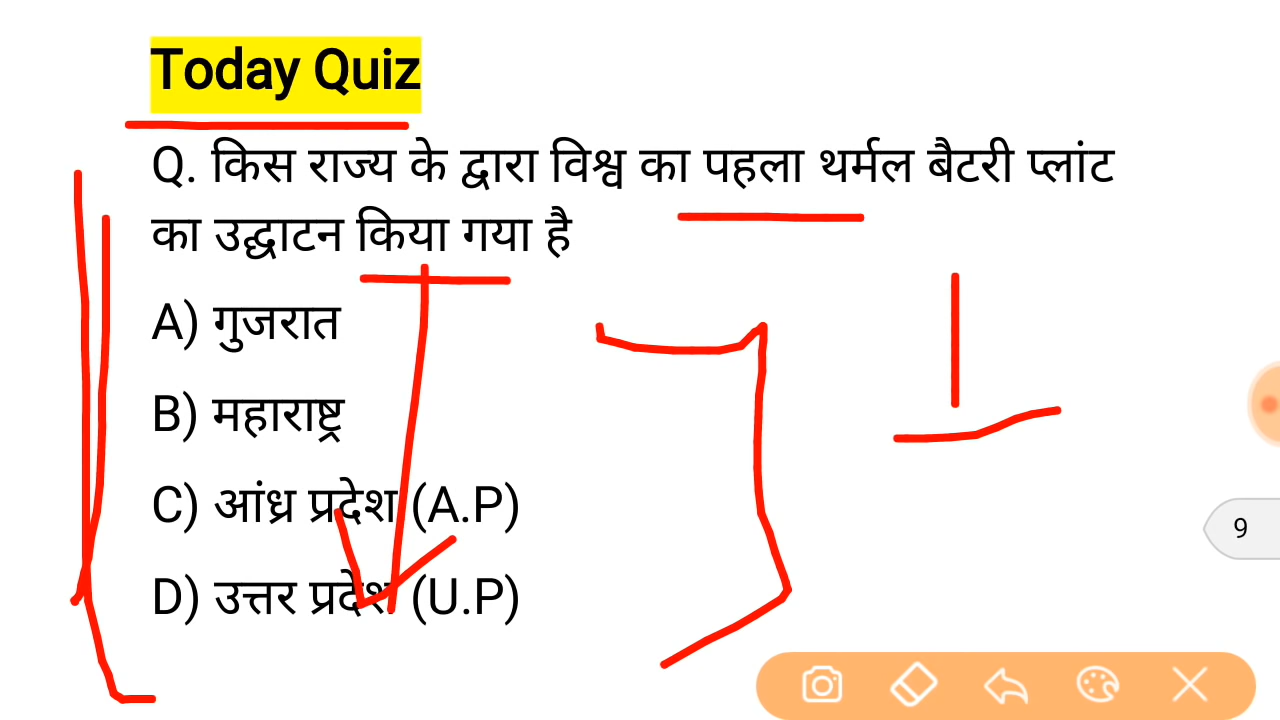 Today Quiz
Q. किस राज्य के द्वारा विश्व का पहला थर्मल बैटरी प्लांट
का उद्घाटन किया गया है
A) गुजरात
B) महाराष्ट्र
C) आंध्र प्रदेश (A.P)
D) उत्तर प्रदेश (U.P)
9